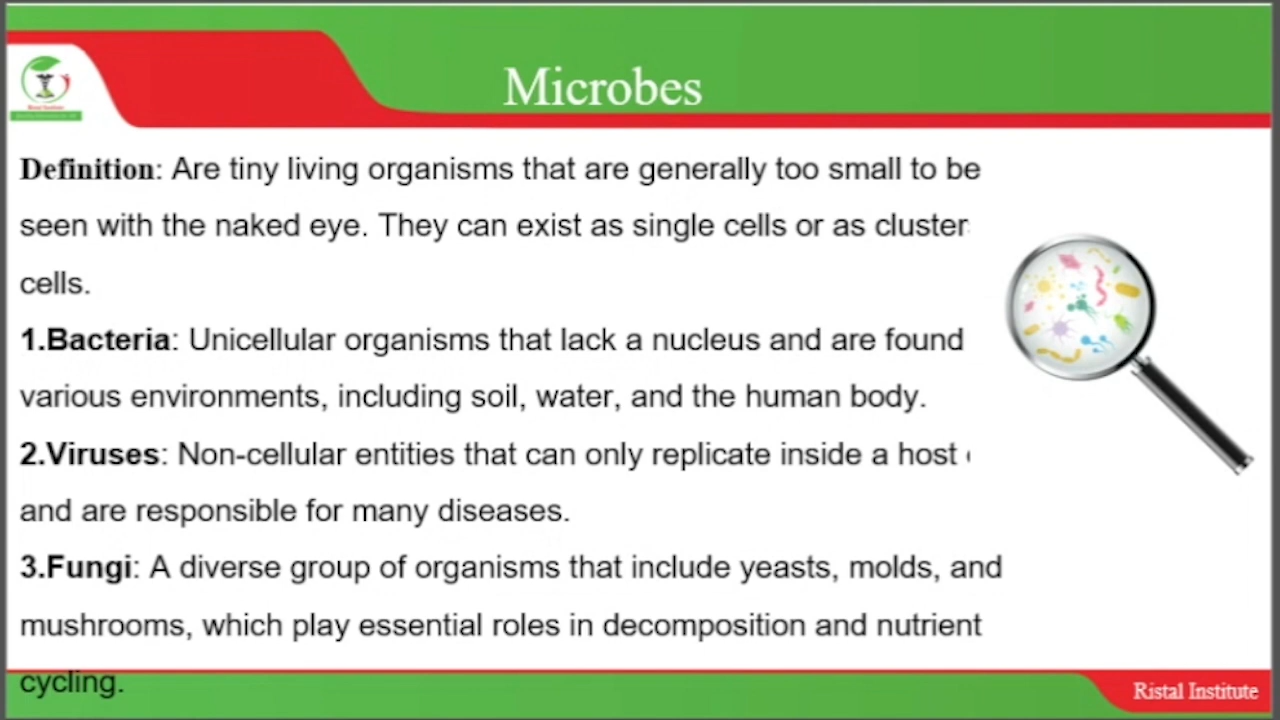 Microbes
Definition: Are tiny living organisms that are generally too small to be
seen with the naked eye. They can exist as single cells or as cluster
cells.
1.Bacteria: Unicellular organisms that lack a nucleus and are found
various environments, including soil, water, and the human body.
2.Viruses: Non-cellular entities that can only replicate inside a host
and are responsible for many diseases.
3.Fungi: A diverse group of organisms that include yeasts, molds, and
mushrooms, which play essential roles in decomposition and nutrient
cycling.
Ristal Institute